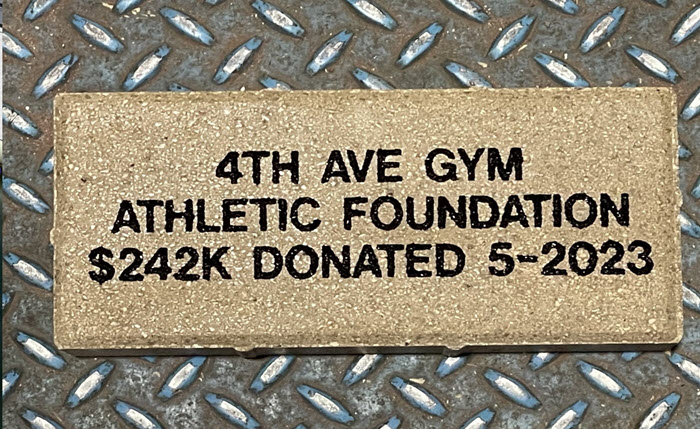 4TH AVE GYM
ATHLETIC FOUNDATION
$242K DONATED 5-2023